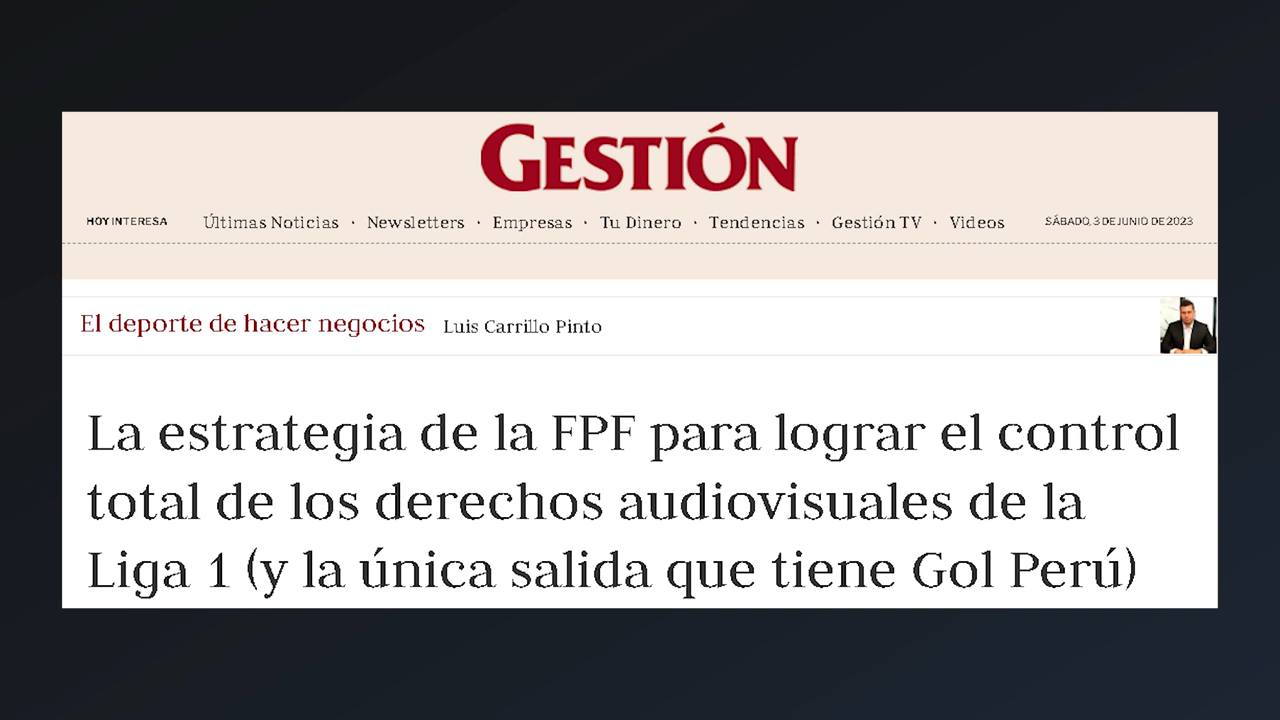 GESTIÓN
HOY INTERESA Últimas Noticias · Newsletters · Empresas · Tu Dinero · Tendencias · Gestión TV · Videos SÁBADO, 3 DE JUNIO DE 2023
El deporte de hacer negocios Luis Carrillo Pinto
La estrategia de la FPF para lograr el control
total de los derechos audiovisuales de la
Liga 1 (y la única salida que tiene Gol Perú)